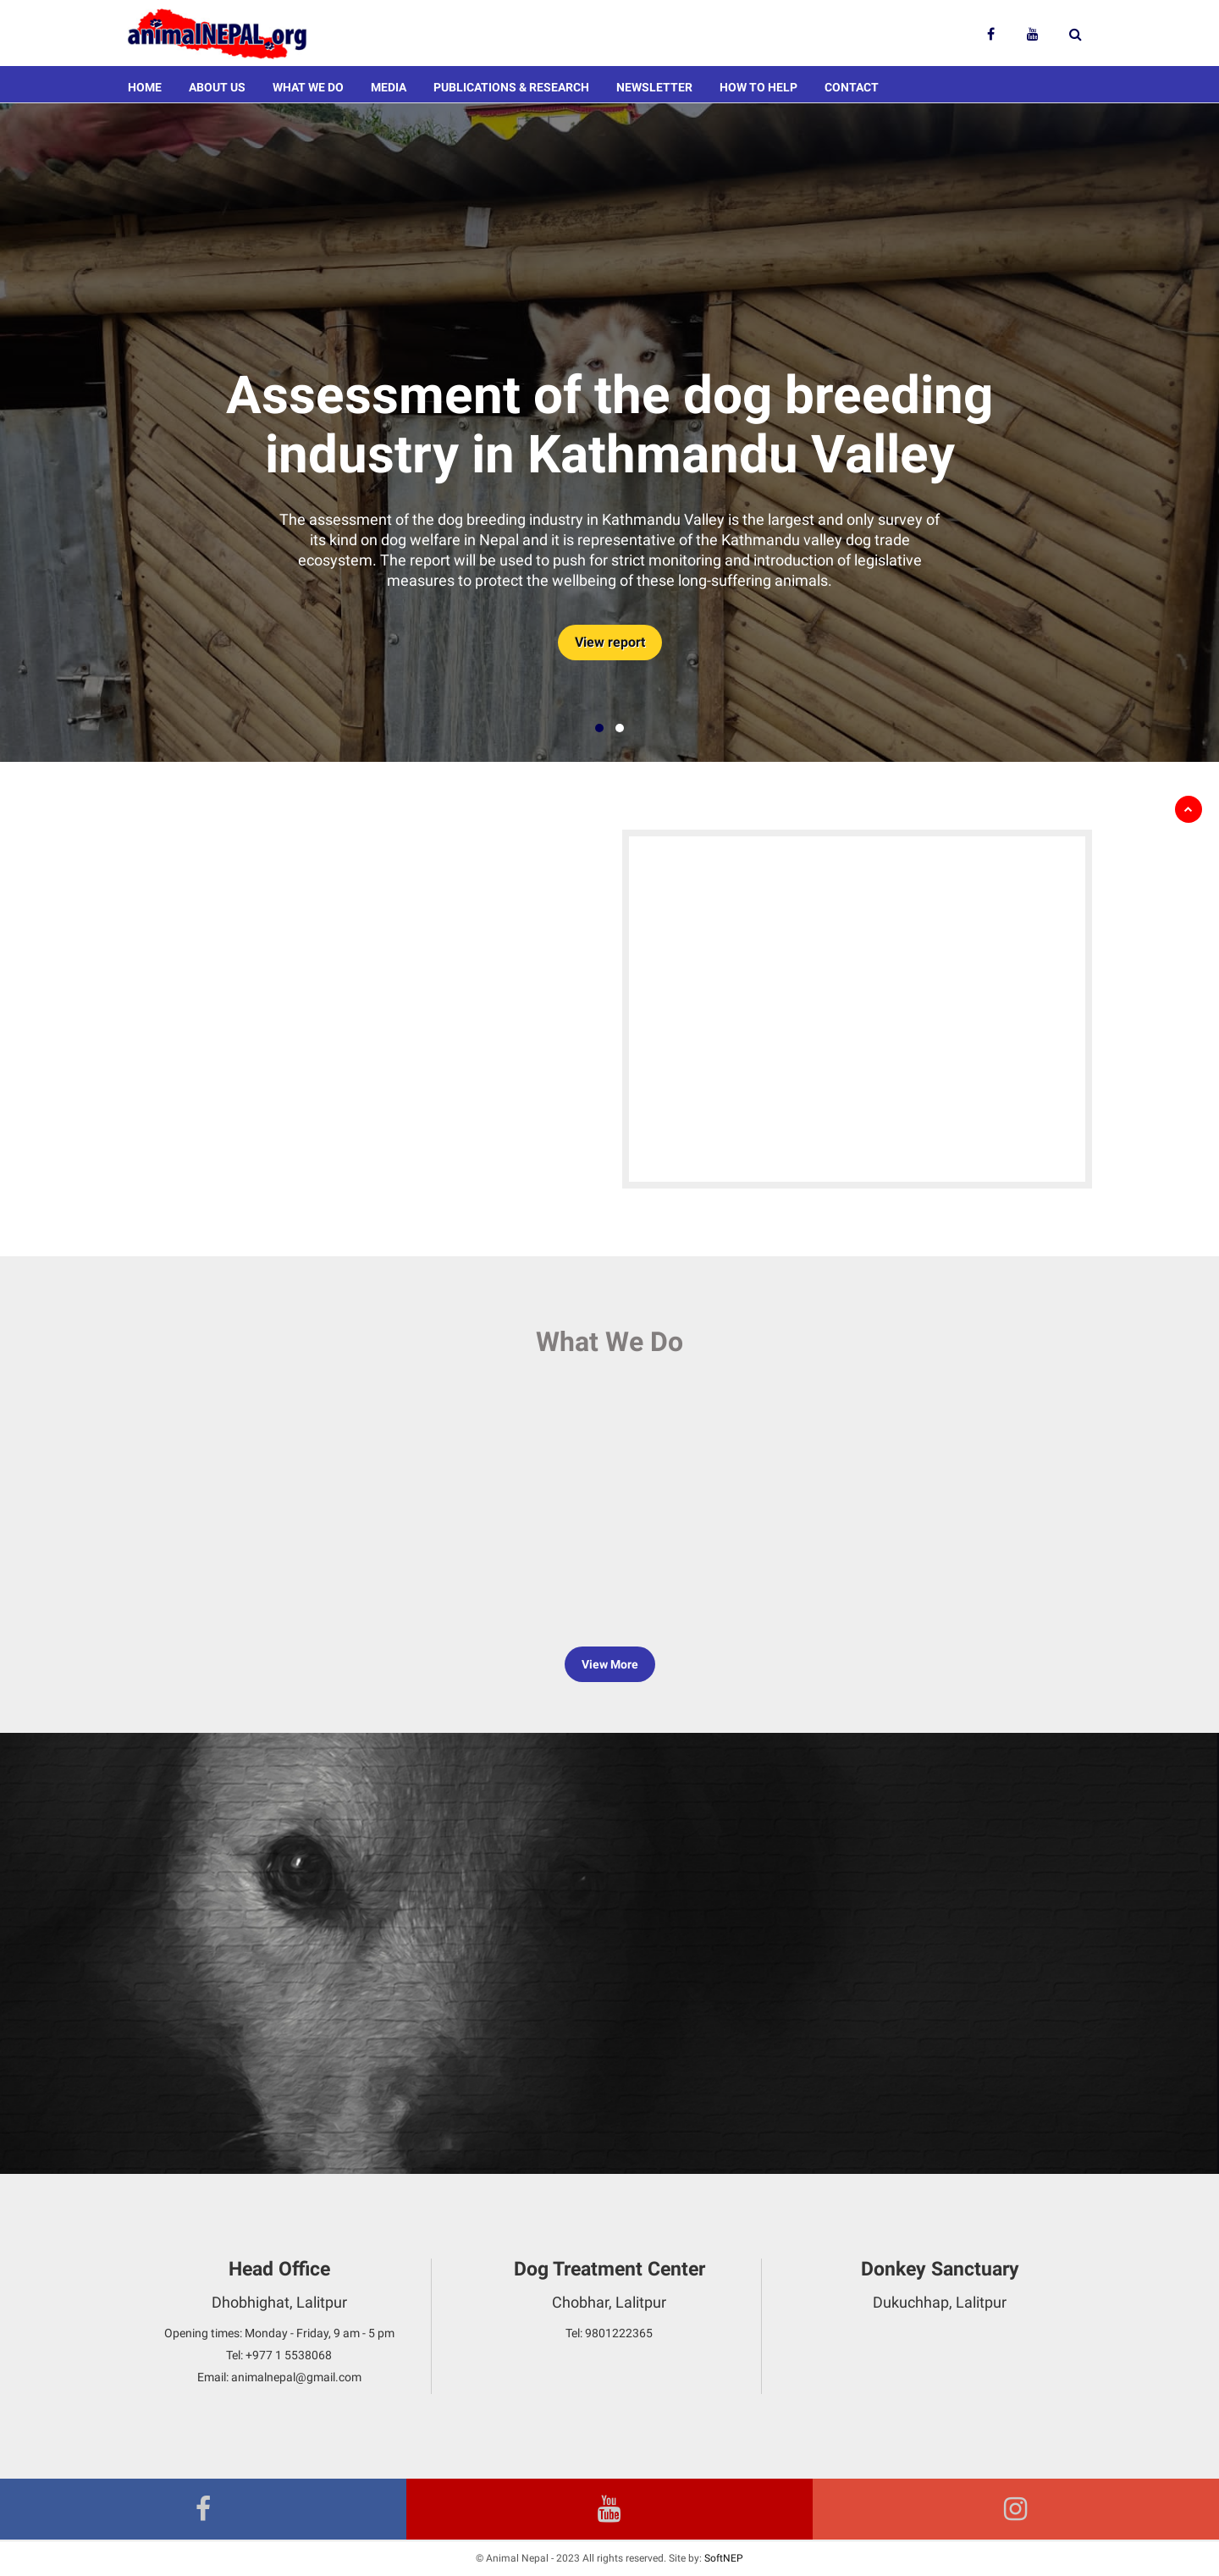 animalNEPAL.org
HOME ABOUT US WHAT WE DO MEDIA PUBLICATIONS & RESEARCH NEWSLETTER HOW TO HELP CONTACT
Assessment of the dog breeding
industry in Kathmandu Valley
The assessment of the dog breeding industry in Kathmandu Valley is the largest and only survey of
its kind on dog welfare in Nepal and it is representative of the Kathmandu valley dog trade
ecosystem. The report will be used to push for strict monitoring and introduction of legislative
measures to protect the wellbeing of these long-suffering animals.
View report
What We Do
View More
Head Office
Dhobhighat, Lalitpur
Opening times: Monday - Friday, 9 am - 5 pm
Tel: +977 1 5538068
Email: animalnepal@gmail.com
Dog Treatment Center
Chobhar, Lalitpur
Tel: 9801222365
Donkey Sanctuary
Dukuchhap, Lalitpur
You
Tube
© Animal Nepal - 2023 All rights reserved. Site by: SoftNEP